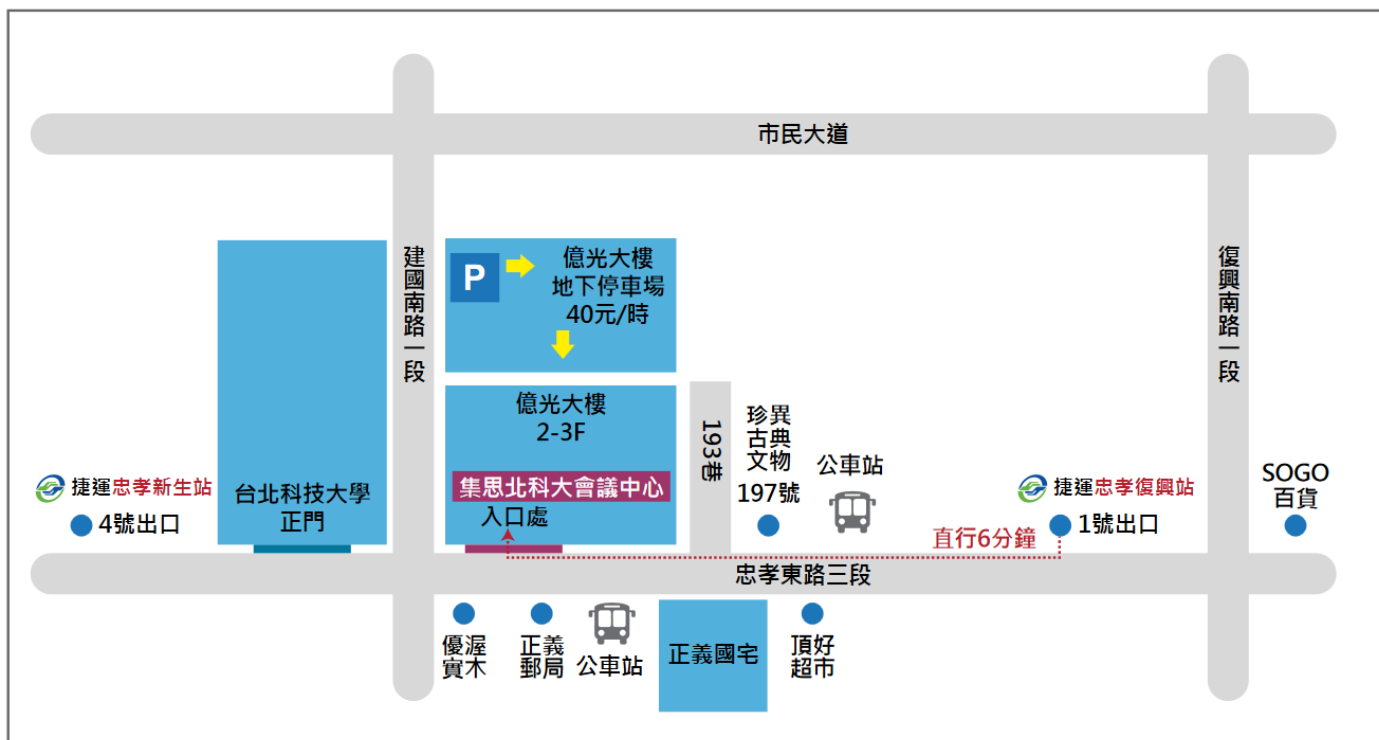 市民大道
建國南路一段
復興南路一段
P
億光大樓
地下停車場
40元/時
億光大樓
2-3F
集思北科大會議中心
入口處
193巷
珍異
古典
文物
197號
公車站
捷運忠孝新生站
4號出口
台北科技大學
正門
捷運忠孝復興站
1號出口
直行6分鐘
SOGO
百貨
忠孝東路三段
優渥
實木
正義
郵局
公車站
正義國宅
頂好
超市